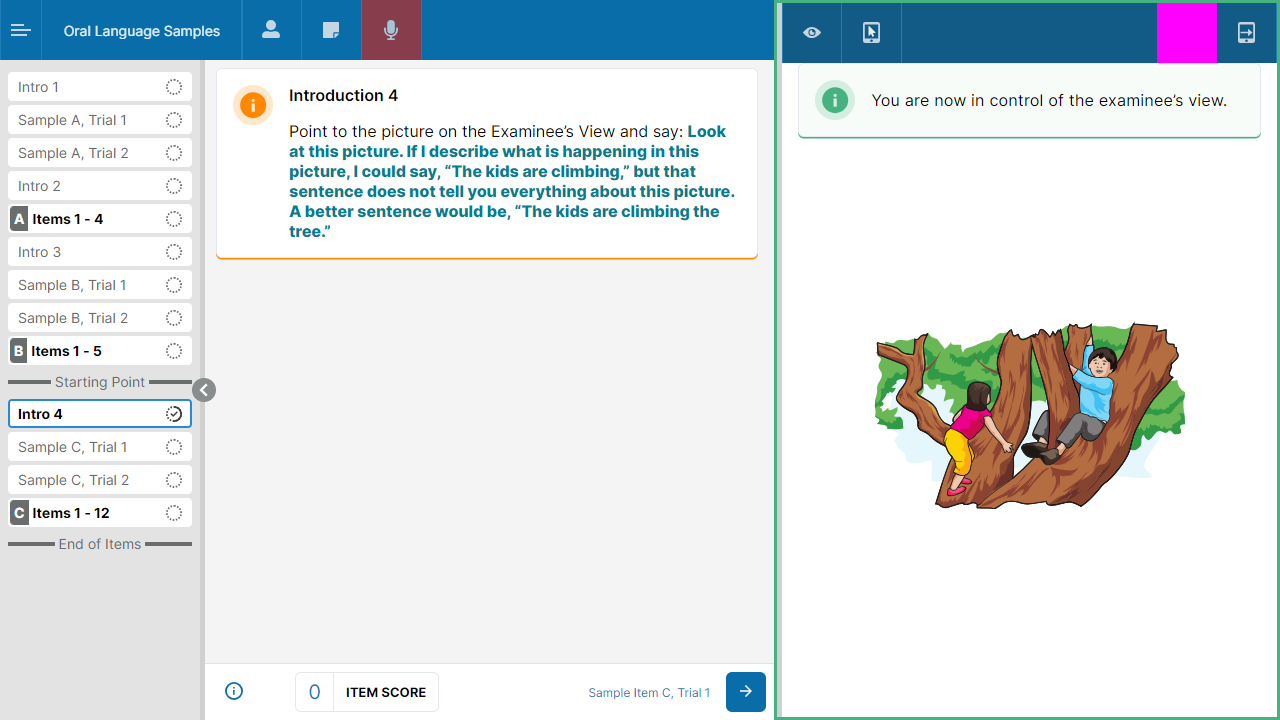 Oral Language Samples
Intro 1
Sample A, Trial 1
Sample A, Trial 2
Intro 2
A Items 1 - 4
Intro 3
Sample B, Trial 1
Sample B, Trial 2
B Items 1 - 5
Starting Point
Intro 4
Sample C, Trial 1
Sample C, Trial 2
C Items 1 - 12
End of Items
Introduction 4
Point to the picture on the Examinee’s View and say: Look
at this picture. If I describe what is happening in this
picture, I could say, “The kids are climbing,” but that
sentence does not tell you everything about this picture.
A better sentence would be, “The kids are climbing the
tree.”
0 ITEM SCORE
Sample Item C, Trial 1
You are now in control of the examinee’s view.